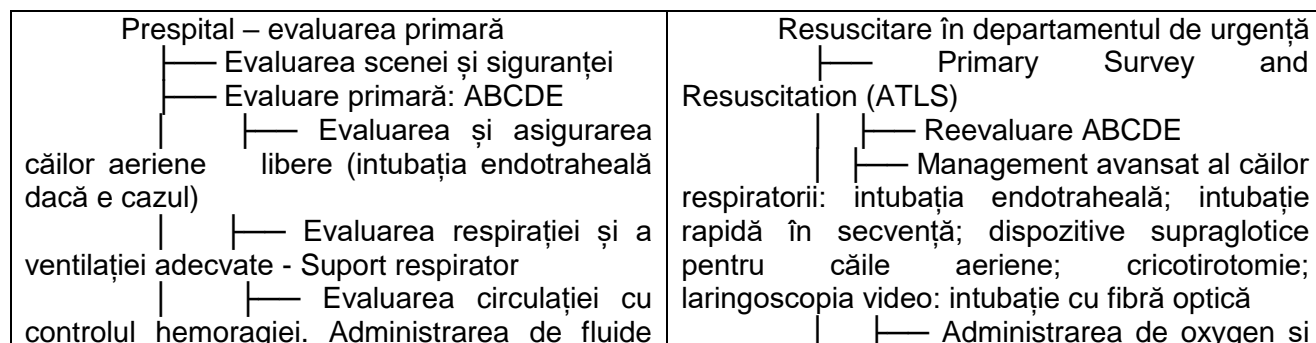 Prespital – evaluarea primară
├── Evaluarea scenei și siguranței
├── Evaluare primară: ABCDE
│ ├── Evaluarea și asigurarea
căilor aeriene libere (intubația endotraheală
dacă e cazul)
│ ├── Evaluarea respirației și a
ventilației adecvate - Suport respirator
│ ├── Evaluarea circulației cu
controlul hemoragiei. Administrarea de fluide
Resuscitare în departamentul de urgență
├── Primary Survey and
Resuscitation (ATLS)
│ ├── Reevaluare ABCDE
│ ├── Management avansat al căilor
respiratorii: intubația endotraheală; intubație
rapidă în secvență; dispozitive supraglotice
pentru căile aeriene; cricotirotomie;
laringoscopia video: intubație cu fibră optică
│ ├── Administrarea de oxygen și